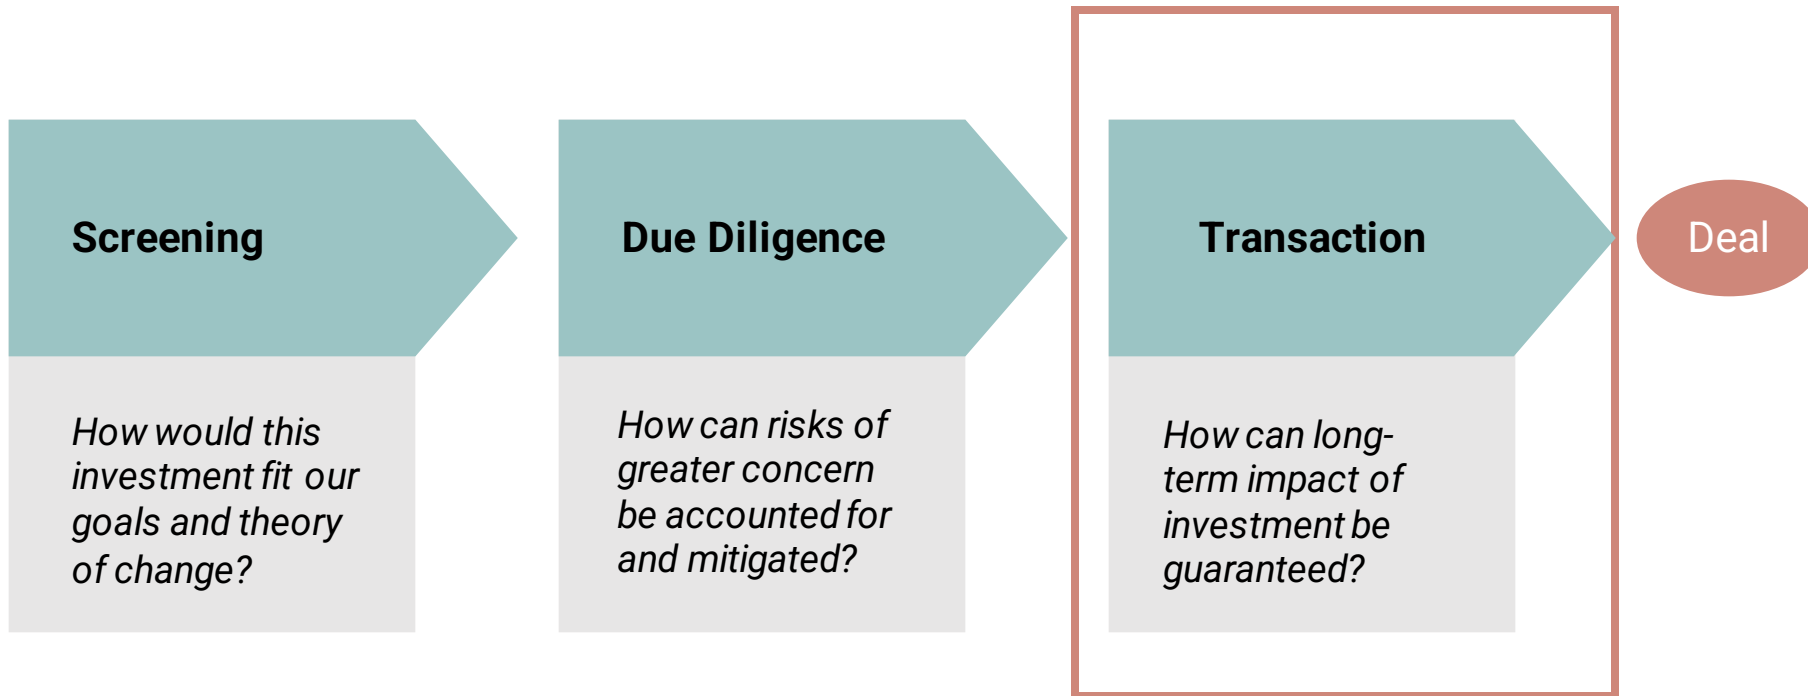 Screening
How would this
investment fit our
goals and theory
of change?
Due Diligence
How can risks of
greater concern
be accounted for
and mitigated?
Transaction
How can long-
term impact of
investment be
guaranteed?
Deal